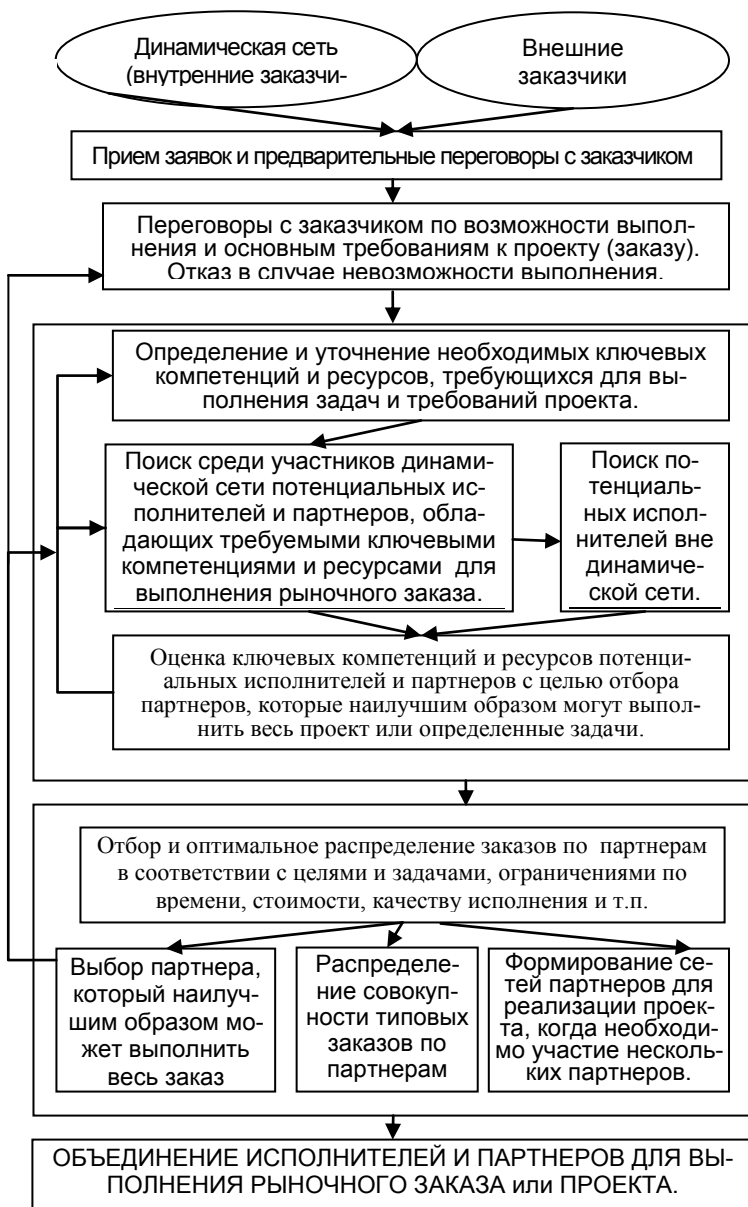 Динамическая сеть
(внутренние заказчи-
Внешние
заказчики
Прием заявок и предварительные переговоры с заказчиком
Переговоры с заказчиком по возможности выпол-
нения и основным требованиям к проекту (заказу).
Отказ в случае невозможности выполнения.
Определение и уточнение необходимых ключевых
компетенций и ресурсов, требующихся для вы-
полнения задач и требований проекта.
Поиск среди участников динами-
ческой сети потенциальных ис-
полнителей и партнеров, обла-
дающих требуемыми ключевыми
компетенциями и ресурсами для
выполнения рыночного заказа.
Поиск по-
тенциаль-
ных испол-
нителей вне
динамиче-
ской сети.
Оценка ключевых компетенций и ресурсов потенци-
альных исполнителей и партнеров с целью отбора
партнеров, которые наилучшим образом могут выпол-
нить весь проект или определенные задачи.
Отбор и оптимальное распределение заказов по партнерам
в соответствии с целями и задачами, ограничениями по
времени, стоимости, качеству исполнения и т.п.
Выбор партнера,
который наилуч-
шим образом мо-
жет выполнить
весь заказ
Распределе-
ние совокуп-
ности типовых
заказов по
партнерам
Формирование се-
тей партнеров для
реализации проек-
та, когда необходи-
мо участие несколь-
ких партнеров.
ОБЪЕДИНЕНИЕ ИСПОЛНИТЕЛЕЙ И ПАРТНЕРОВ ДЛЯ ВЫ-
ПОЛНЕНИЯ РЫНОЧНОГО ЗАКАЗА или ПРОЕКТА.